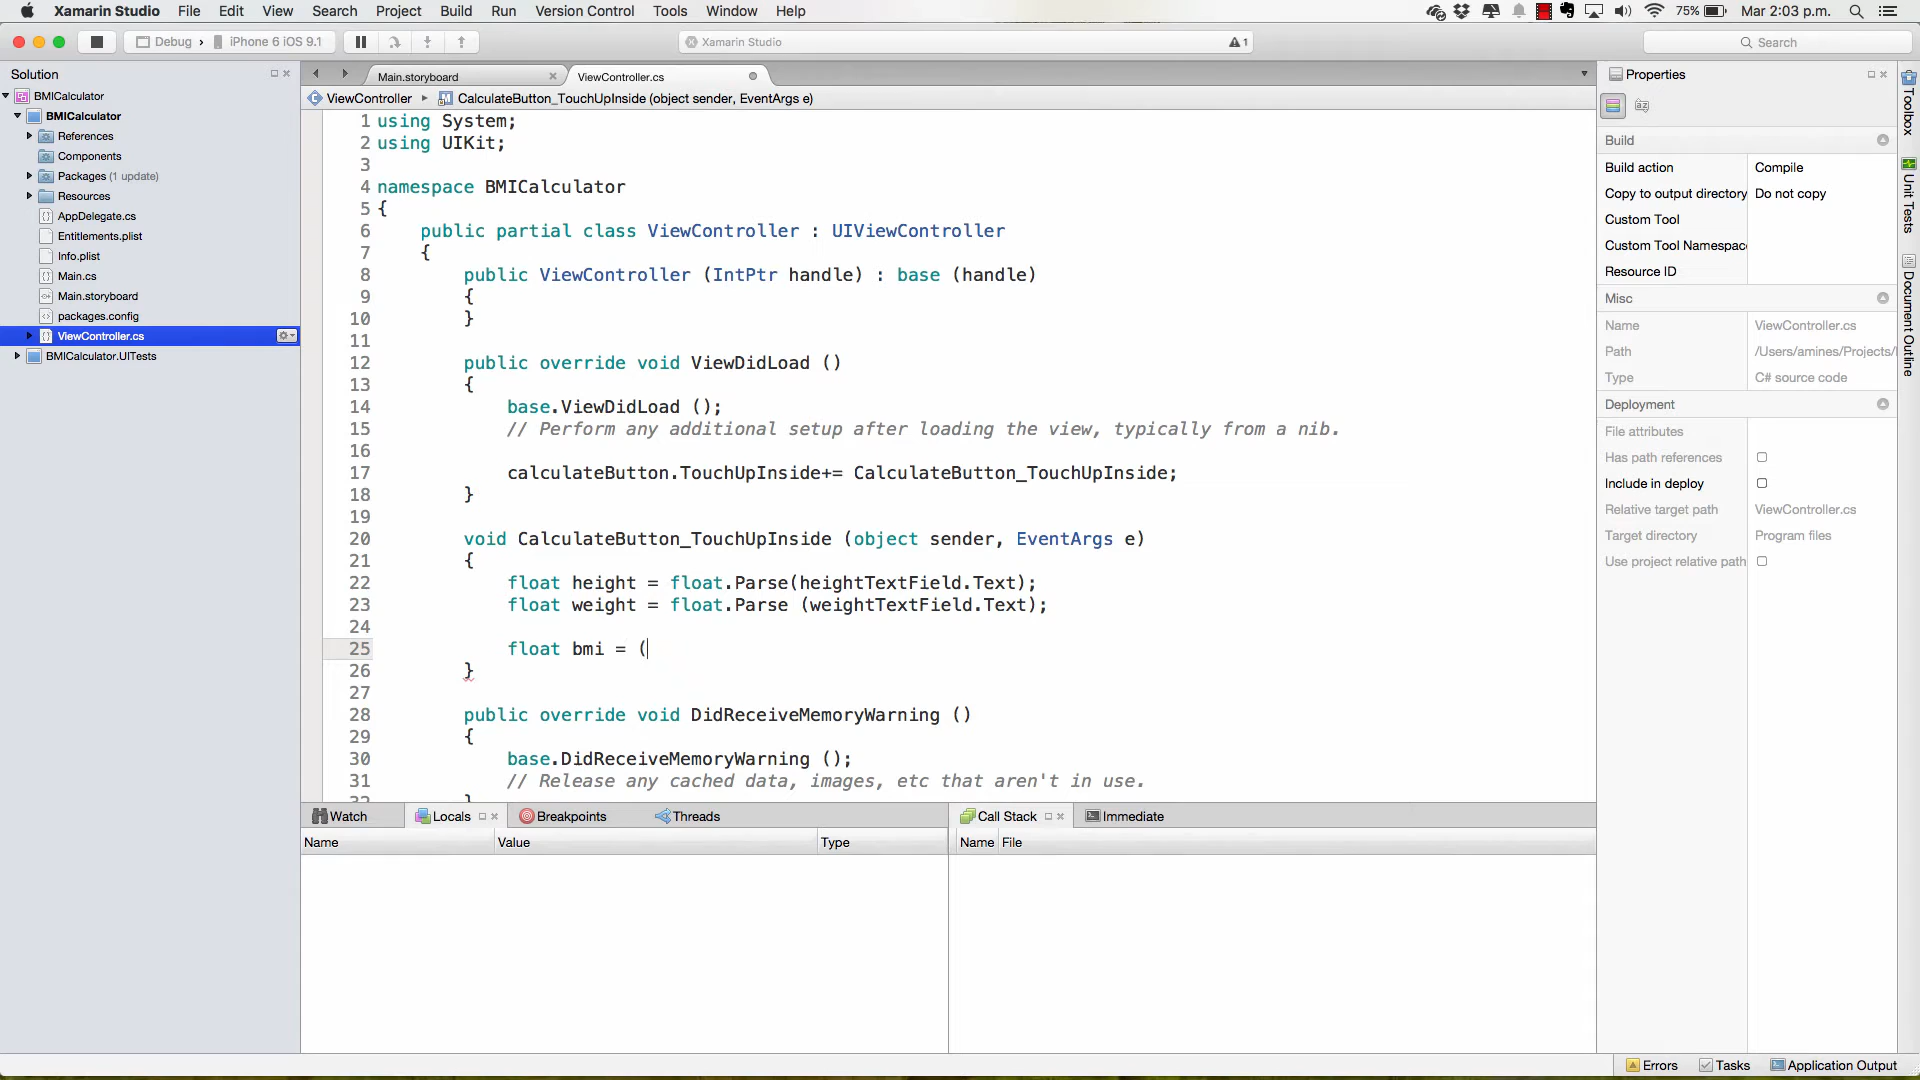 Xamarin Studio File Edit View Search Project Build Run Version Control Tools Window Help 75% Mar 2:03 p.m.
Debug iPhone 6 iOS 9.1 Xamarin Studio 1 Search
Solution
BMICalculator
BMICalculator
References
Components
Packages (1 update)
Resources
AppDelegate.cs
Entitlements.plist
Info.plist
Main.cs
Main.storyboard
packages.config
ViewController.cs
BMICalculator.UITests
Main.storyboard ViewController.cs
ViewController CalculateButton_TouchUpInside (object sender, EventArgs e)
1 using System;
2 using UIKit;
3
4 namespace BMICalculator
5 {
6 public partial class ViewController : UIViewController
7 {
8 public ViewController (IntPtr handle) : base (handle)
9 {
10 }
11
12 public override void ViewDidLoad ()
13 {
14 base.ViewDidLoad ();
15 // Perform any additional setup after loading the view, typically from a nib.
16
17 calculateButton.TouchUpInside+= CalculateButton_TouchUpInside;
18 }
19
20 void CalculateButton_TouchUpInside (object sender, EventArgs e)
21 {
22 float height = float.Parse(heightTextField.Text);
23 float weight = float.Parse (weightTextField.Text);
24
25 float bmi = (
26 }
27
28 public override void DidReceiveMemoryWarning ()
29 {
30 base.DidReceiveMemoryWarning ();
31 // Release any cached data, images, etc that aren't in use.
Watch Locals Breakpoints Threads
Name Value Type
Call Stack Immediate
Name File
Properties
Build
Build action Compile
Copy to output directory Do not copy
Custom Tool
Custom Tool Namespace
Resource ID
Misc
Name ViewController.cs
Path /Users/amines/Projects/
Type C# source code
Deployment
File attributes
Has path references
Include in deploy
Relative target path ViewController.cs
Target directory Program files
Use project relative path
Toolbox
Unit Tests
Document Outline
Errors Tasks Application Output